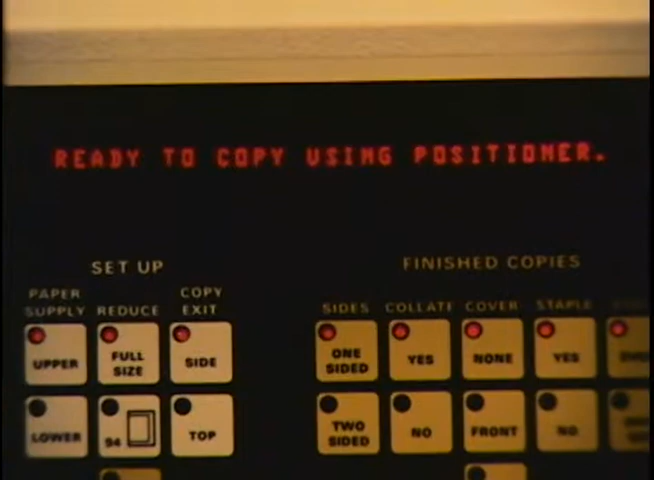 READY TO COPY USING POSITIONER.
SET UP
FINISHED COPIES
PAPER SUPPLY
REDUCE
COPY EXIT
SIDES
COLLATE
COVER
STAPLE
UPPER
FULL SIZE
SIDE
ONE SIDED
YES
NONE
YES
LOWER
94
TOP
TWO SIDED
NO
FRONT
NO